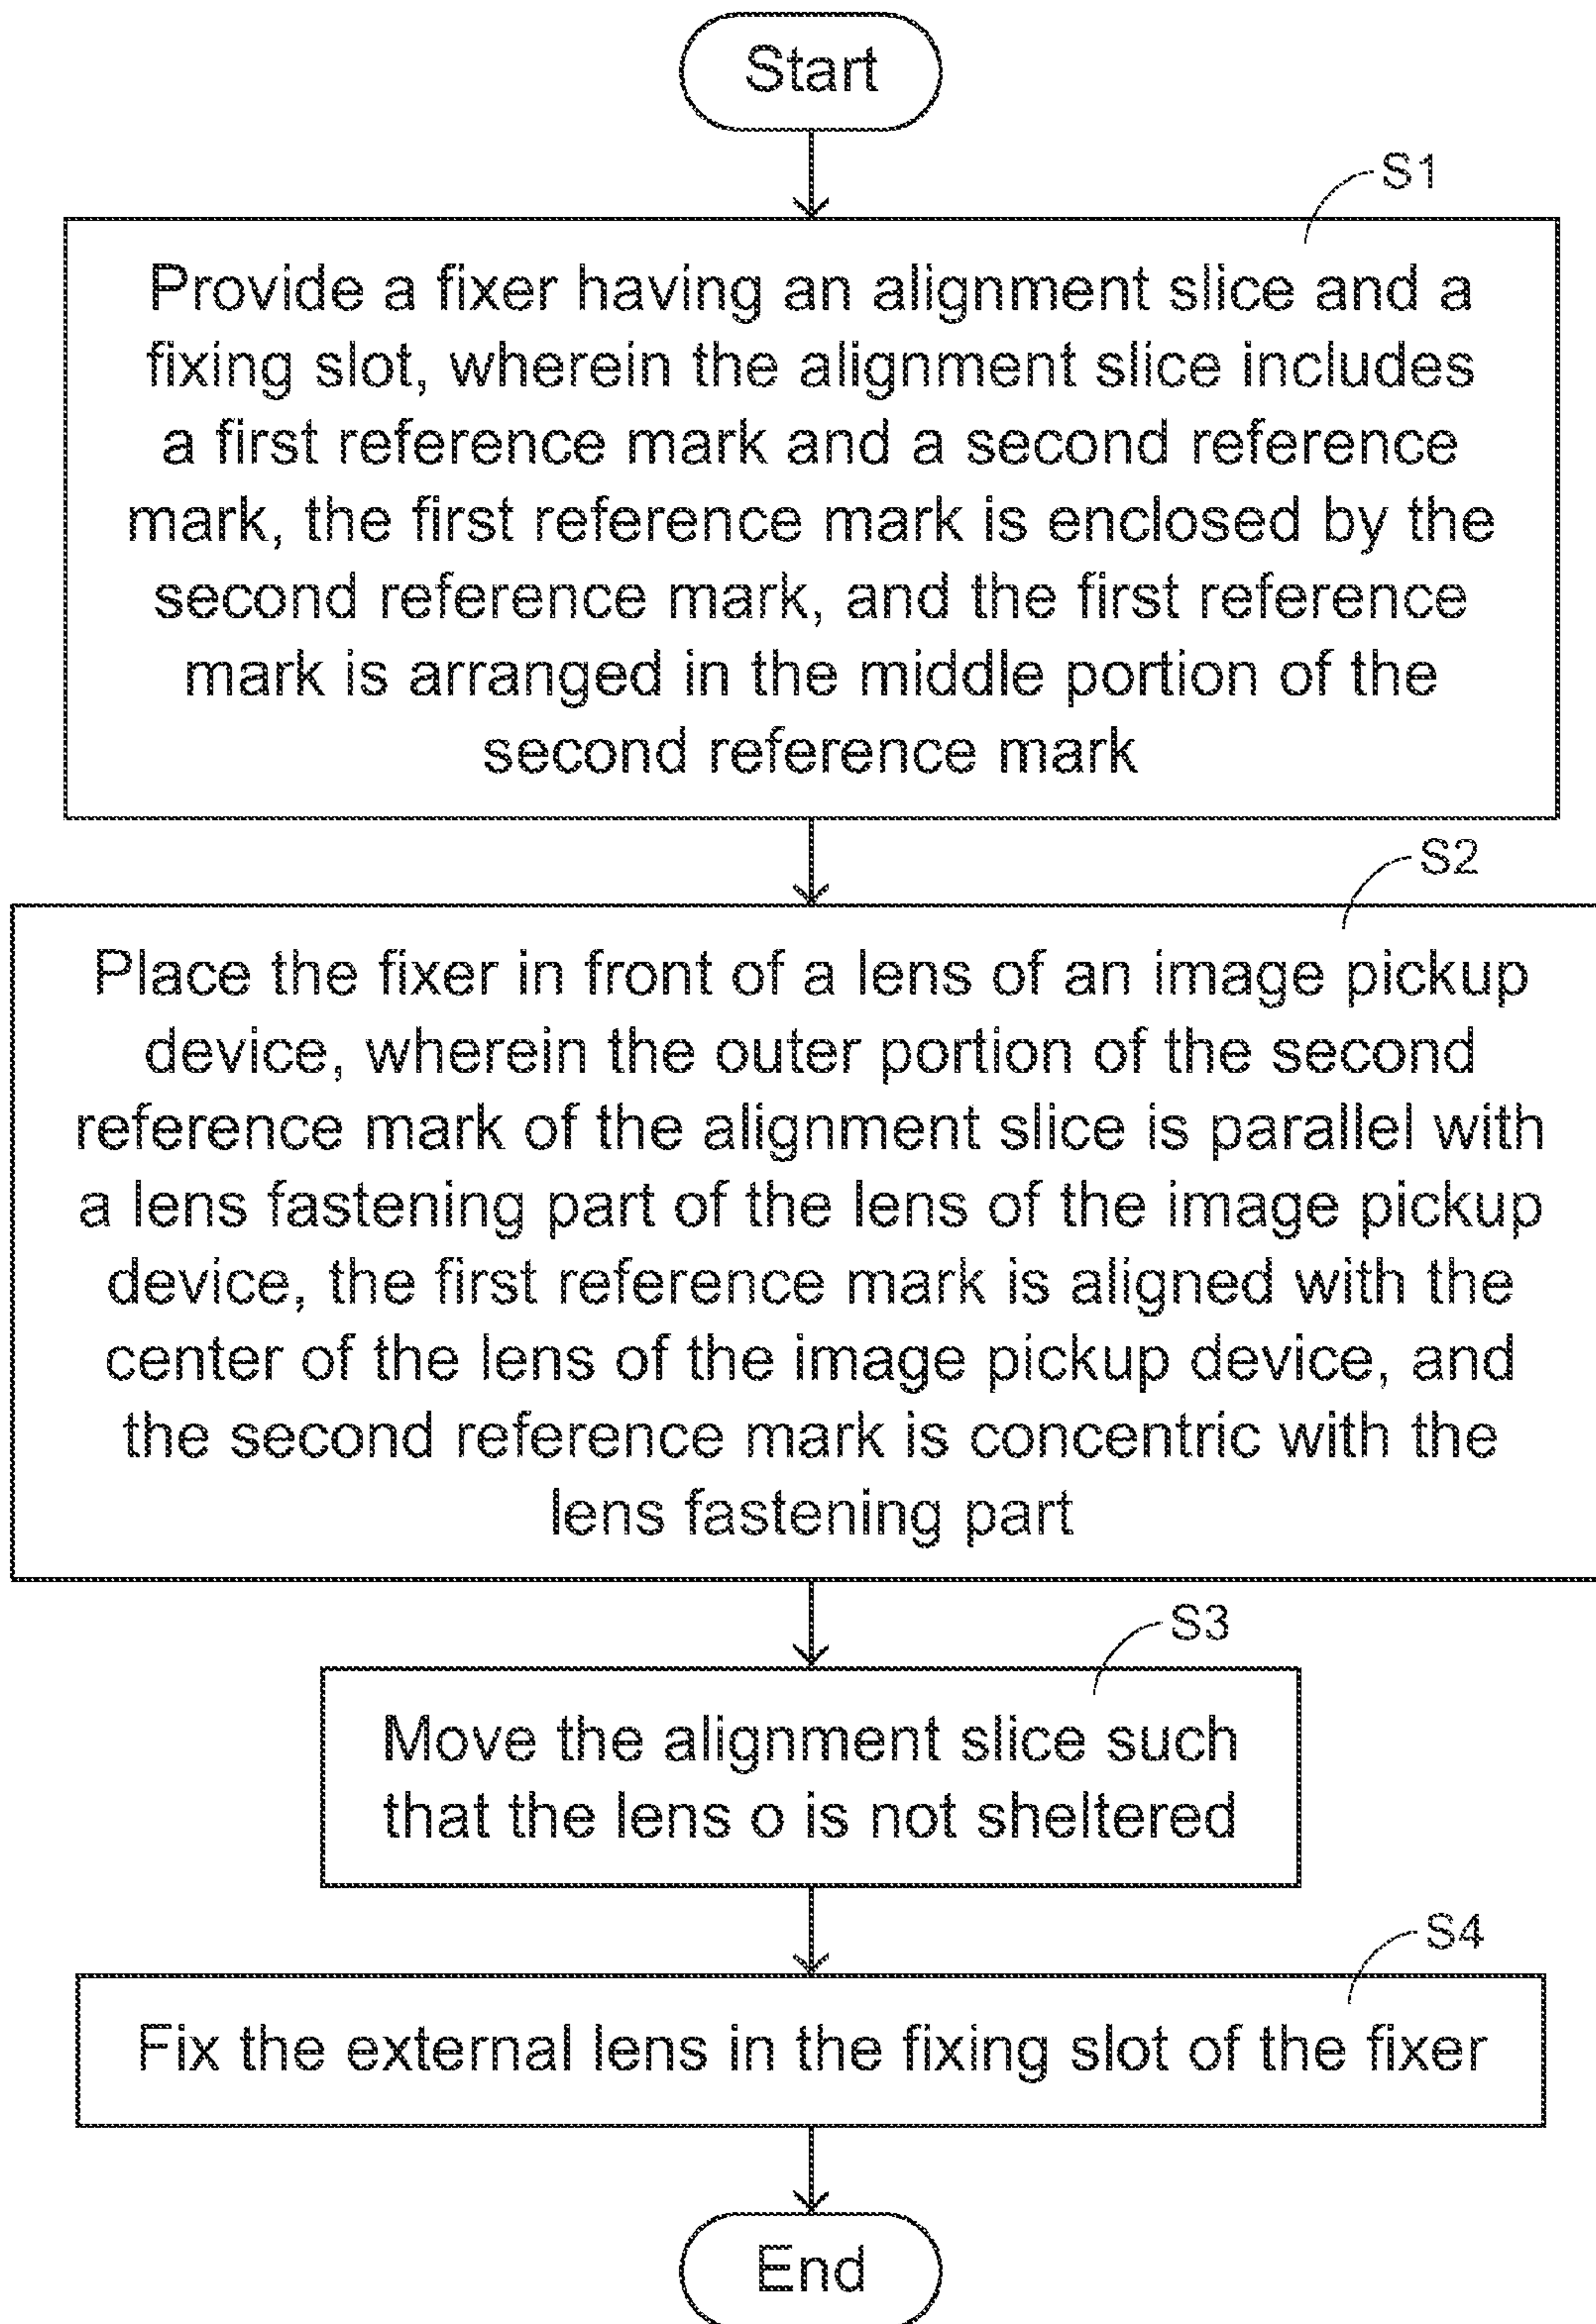 Start
S1
Provide a fixer having an alignment slice and a
fixing slot, wherein the alignment slice includes
a first reference mark and a second reference
mark, the first reference mark is enclosed by the
second reference mark, and the first reference
mark is arranged in the middle portion of the
second reference mark
S2
Place the fixer in front of a lens of an image pickup
device, wherein the outer portion of the second
reference mark of the alignment slice is parallel with
a lens fastening part of the lens of the image pickup
device, the first reference mark is aligned with the
center of the lens of the image pickup device, and
the second reference mark is concentric with the
lens fastening part
S3
Move the alignment slice such
that the lens o is not sheltered
S4
Fix the external lens in the fixing slot of the fixer
End